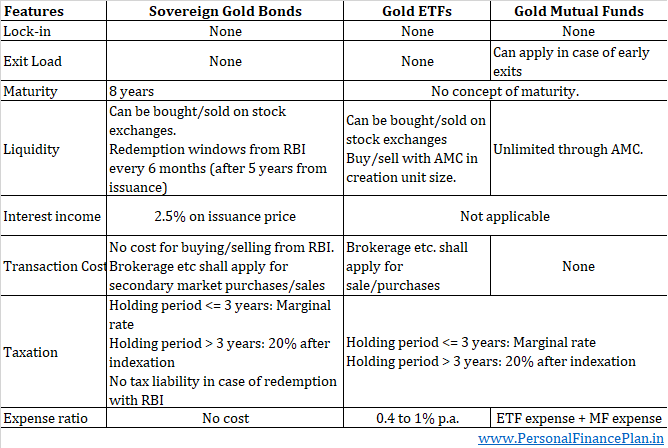 Features Sovereign Gold Bonds Gold ETFs Gold Mutual Funds
Lock-in None None None
Exit Load None None Can apply in case of early
exits
Maturity 8 years No concept of maturity.
Liquidity
Can be bought/sold on stock
exchanges.
Redemption windows from RBI
every 6 months (after 5 years from
issuance)
Can be bought/sold on
stock exchanges
Buy/sell with AMC in
creation unit size.
Unlimited through AMC.
Interest income 2.5% on issuance price Not applicable
Transaction Cost
No cost for buying/selling from RBI.
Brokerage etc shall apply for
secondary market purchases/sales
Brokerage etc. shall
apply for
sale/purchases
None
Taxation
Holding period <= 3 years: Marginal
rate
Holding period > 3 years: 20% after
indexation
No tax liability in case of redemption
with RBI
Holding period <= 3 years: Marginal rate
Holding period > 3 years: 20% after indexation
Expense ratio No cost 0.4 to 1% p.a. ETF expense + MF expense
www.PersonalFinancePlan.in